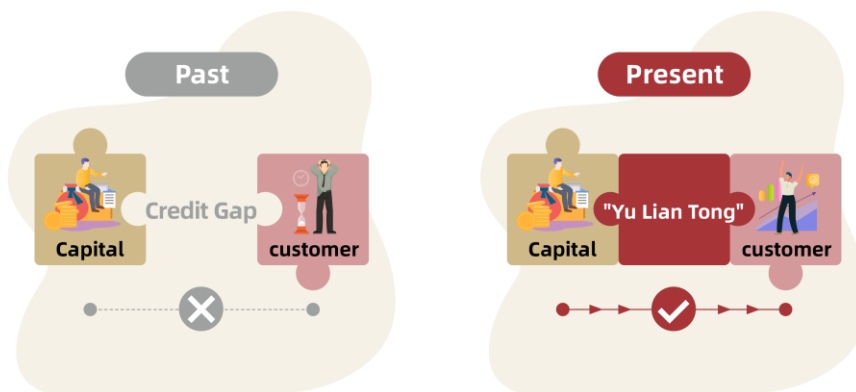 Past
Credit Gap
Capital
customer
Present
"Yu Lian Tong"
Capital
customer